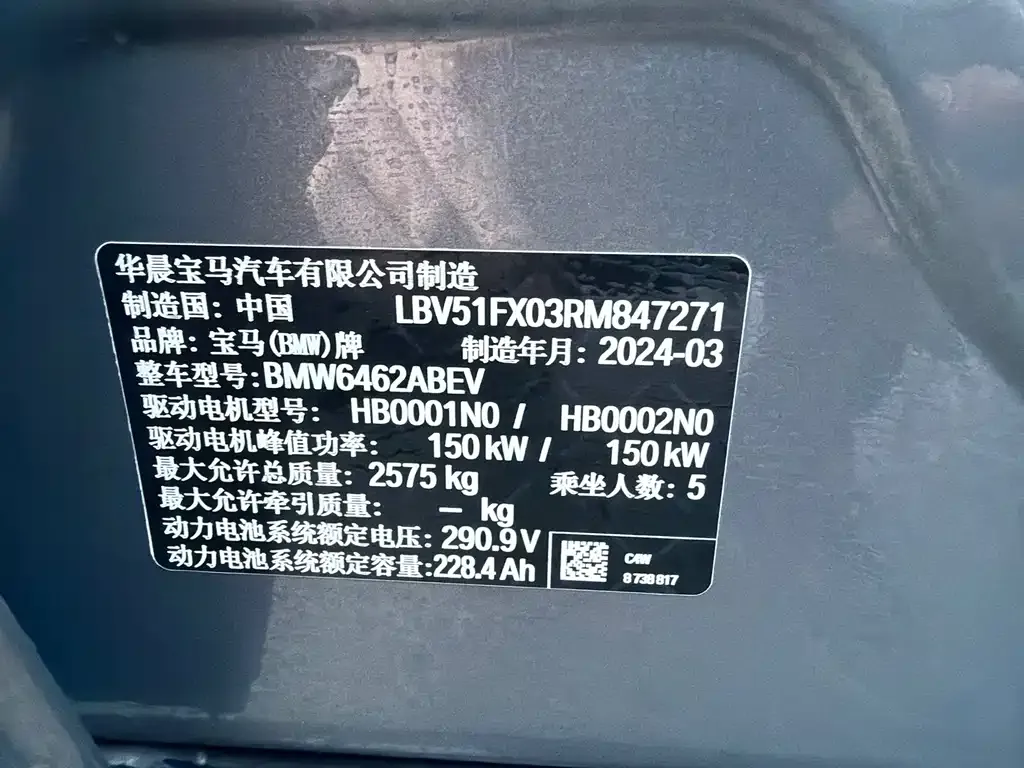 华晨宝马汽车有限公司制造
制造国：中国 LBV51FX03RM847271
品牌：宝马(BMW)牌 制造年月：2024-03
整车型号：BMW6462ABEV
驱动电机型号： HB0001N0 / HB0002N0
驱动电机峰值功率： 150 kW / 150 kW
最大允许总质量：2575 kg 乘坐人数：5
最大允许牵引质量： — kg
动力电池系统额定电压：290.9 V
动力电池系统额定容量:228.4 Ah
8 738 817